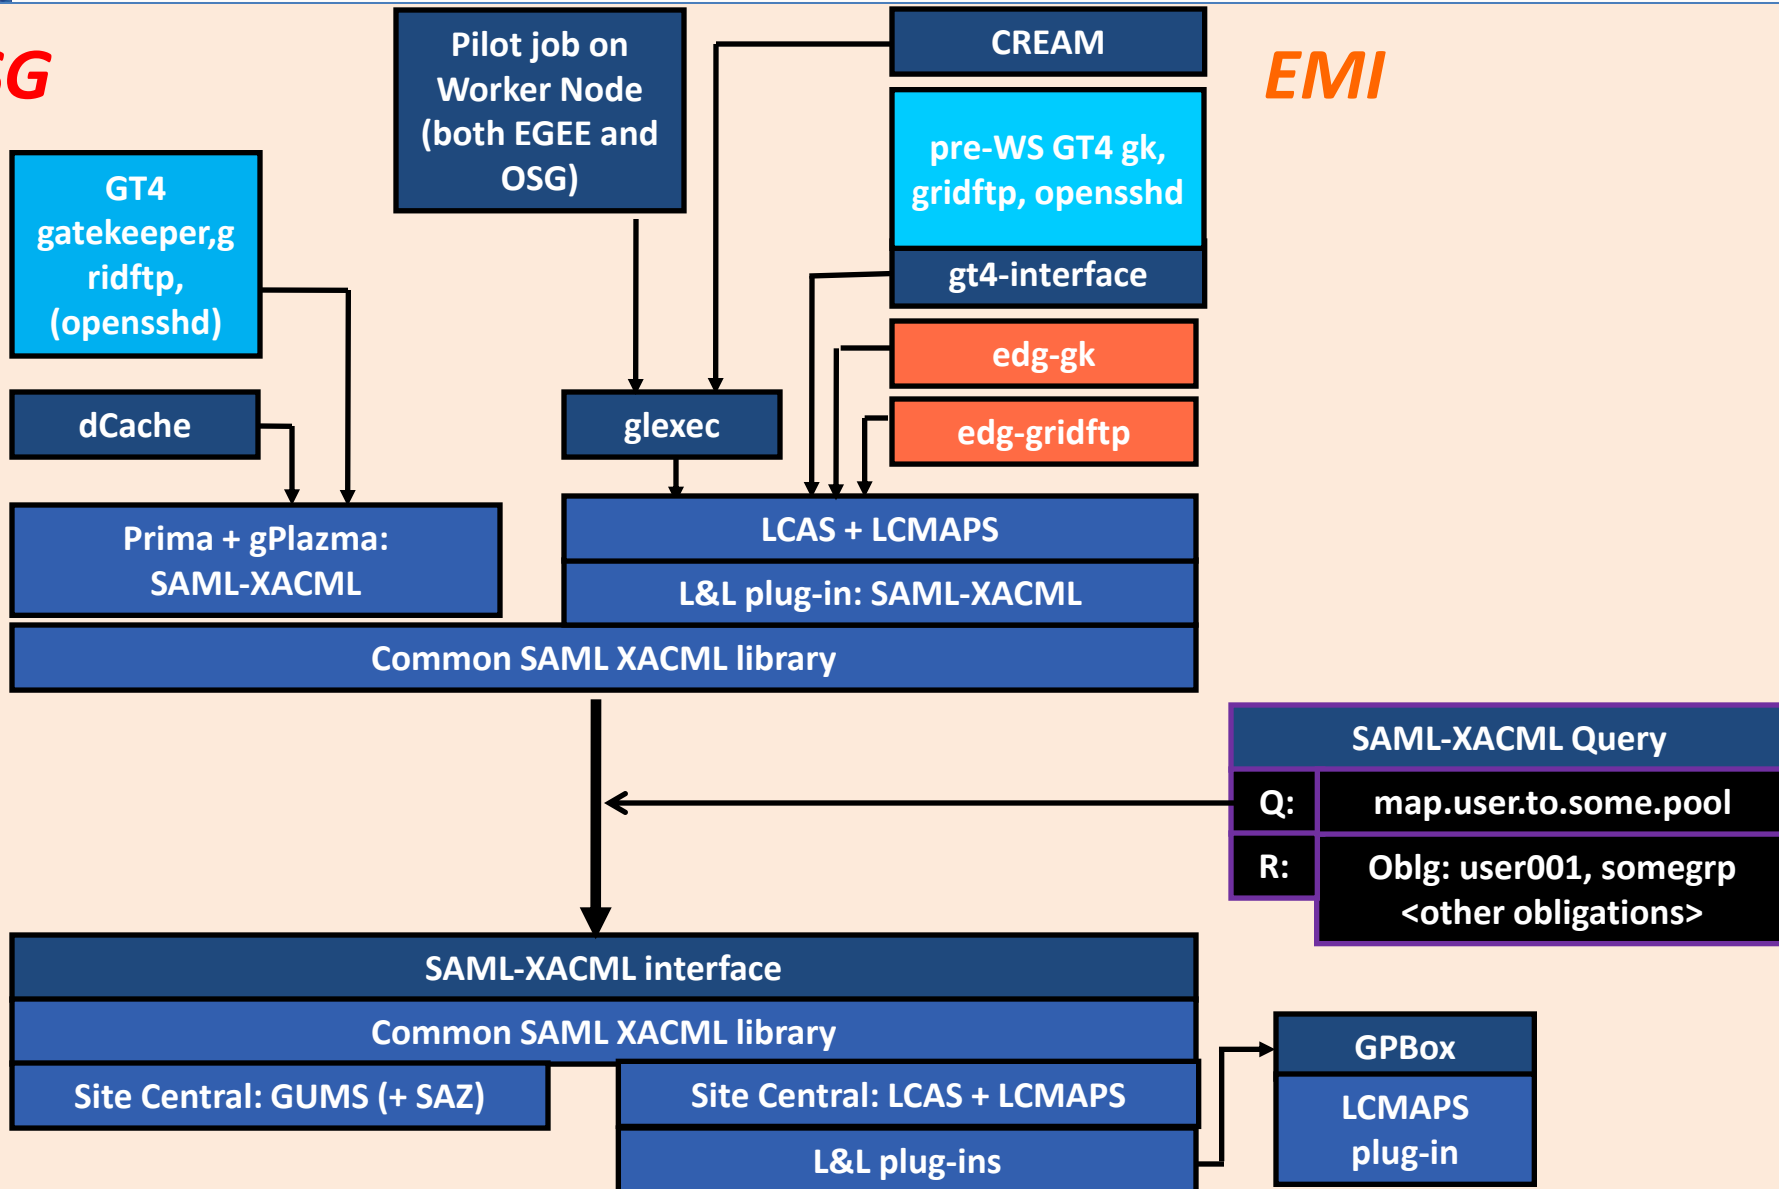 SG
EMI
Pilot job on
Worker Node
(both EGEE and
OSG)
CREAM
pre-WS GT4 gk,
gridftp, opensshd
gt4-interface
GT4
gatekeeper,g
ridftp,
(opensshd)
edg-gk
edg-gridftp
dCache
glexec
Prima + gPlazma:
SAML-XACML
LCAS + LCMAPS
L&L plug-in: SAML-XACML
Common SAML XACML library
SAML-XACML Query
Q: map.user.to.some.pool
R: Oblg: user001, somegrp
<other obligations>
SAML-XACML interface
Common SAML XACML library
Site Central: GUMS (+ SAZ)
Site Central: LCAS + LCMAPS
L&L plug-ins
GPBox
LCMAPS
plug-in